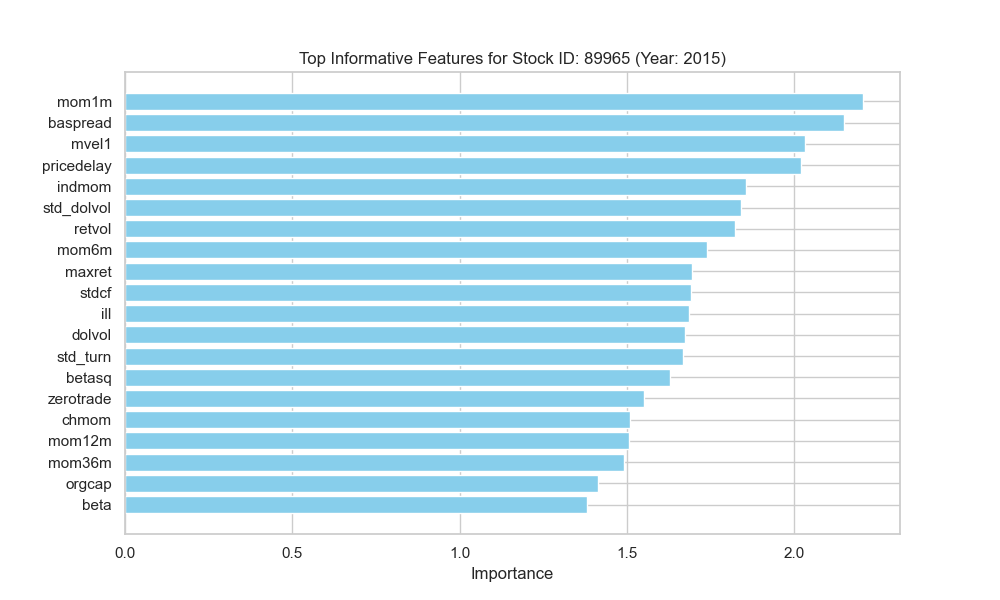 Top Informative Features for Stock ID: 89965 (Year: 2015)
mom1m
baspread
mvel1
pricedelay
indmom
std_dolvol
retvol
mom6m
maxret
stdcf
ill
dolvol
std_turn
betasq
zerotrade
chmom
mom12m
mom36m
orgcap
beta
0.0 0.5 1.0 1.5 2.0
Importance